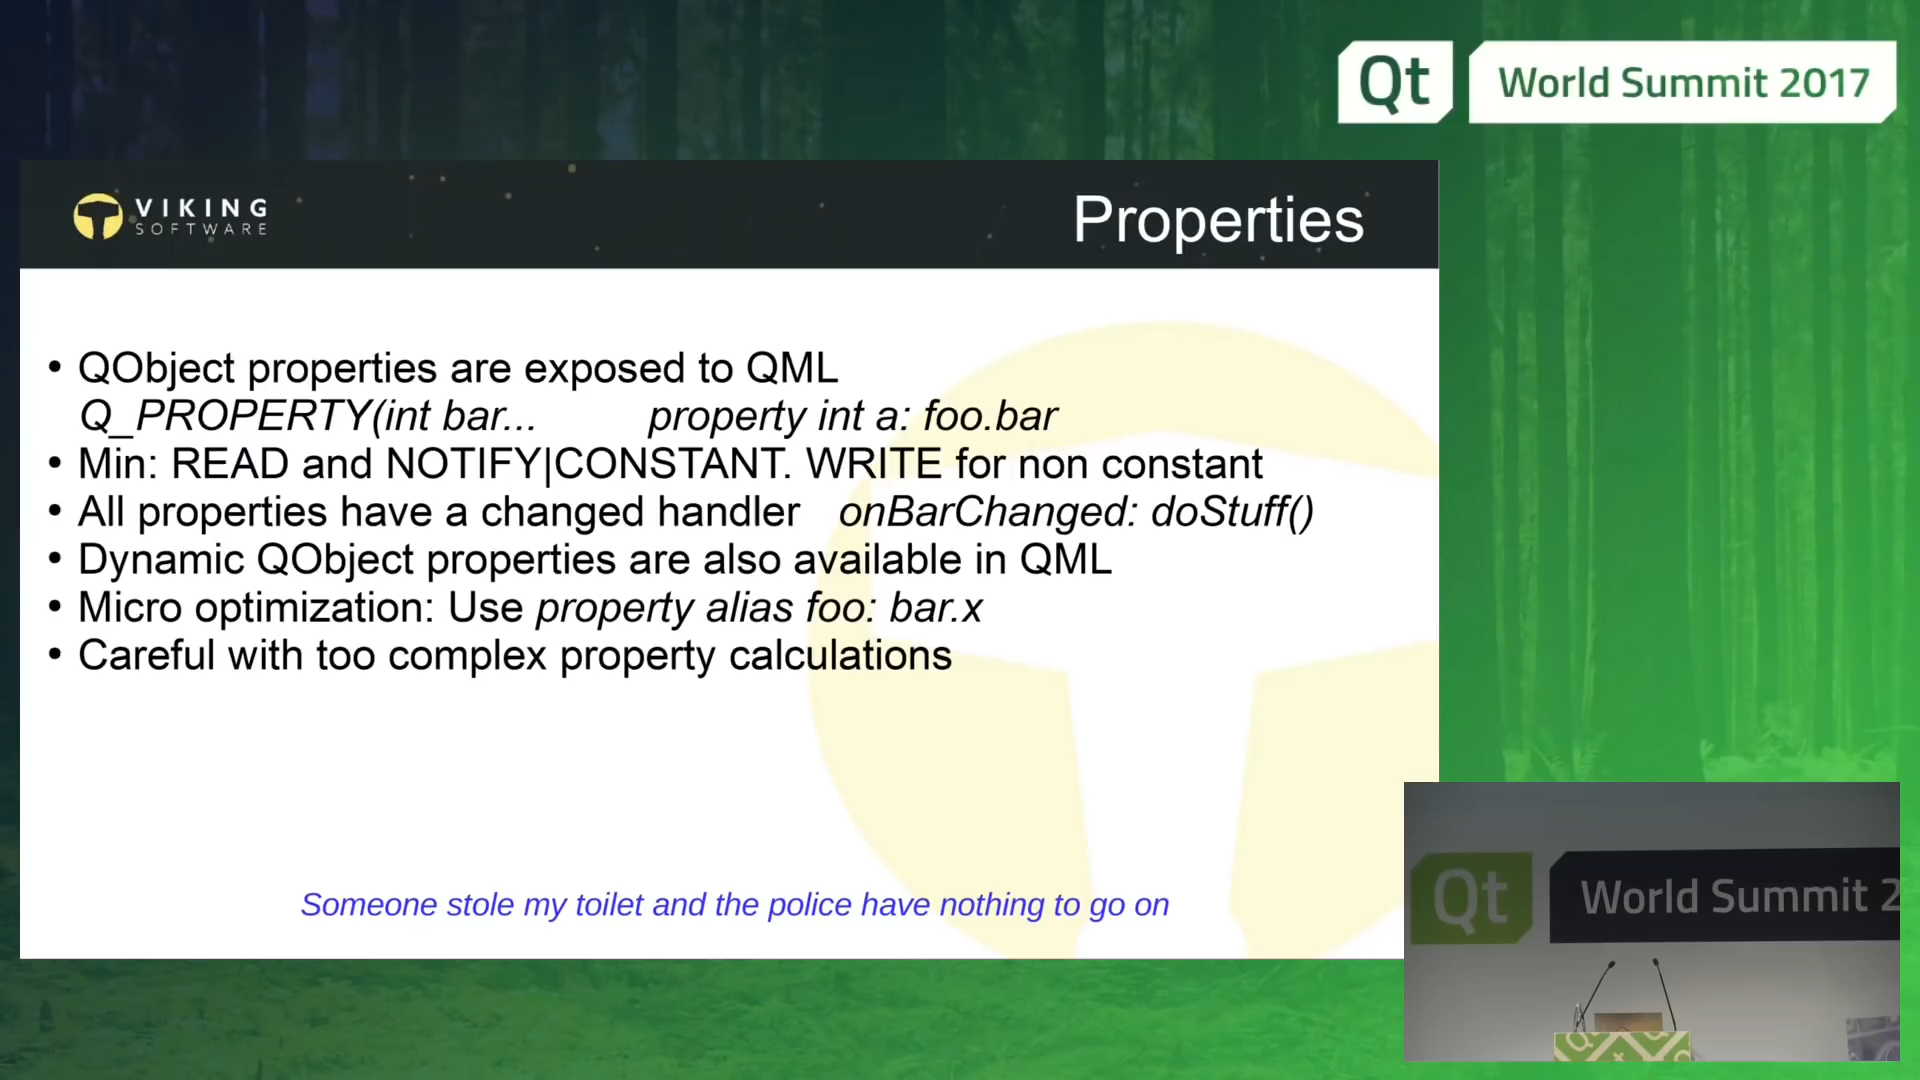 Qt World Summit 2017
VIKING
SOFTWARE
Properties
• QObject properties are exposed to QML
Q_PROPERTY(int bar... property int a: foo.bar
• Min: READ and NOTIFY|CONSTANT. WRITE for non constant
• All properties have a changed handler onBarChanged: doStuff()
• Dynamic QObject properties are also available in QML
• Micro optimization: Use property alias foo: bar.x
• Careful with too complex property calculations
Someone stole my toilet and the police have nothing to go on
Qt World Summit 2